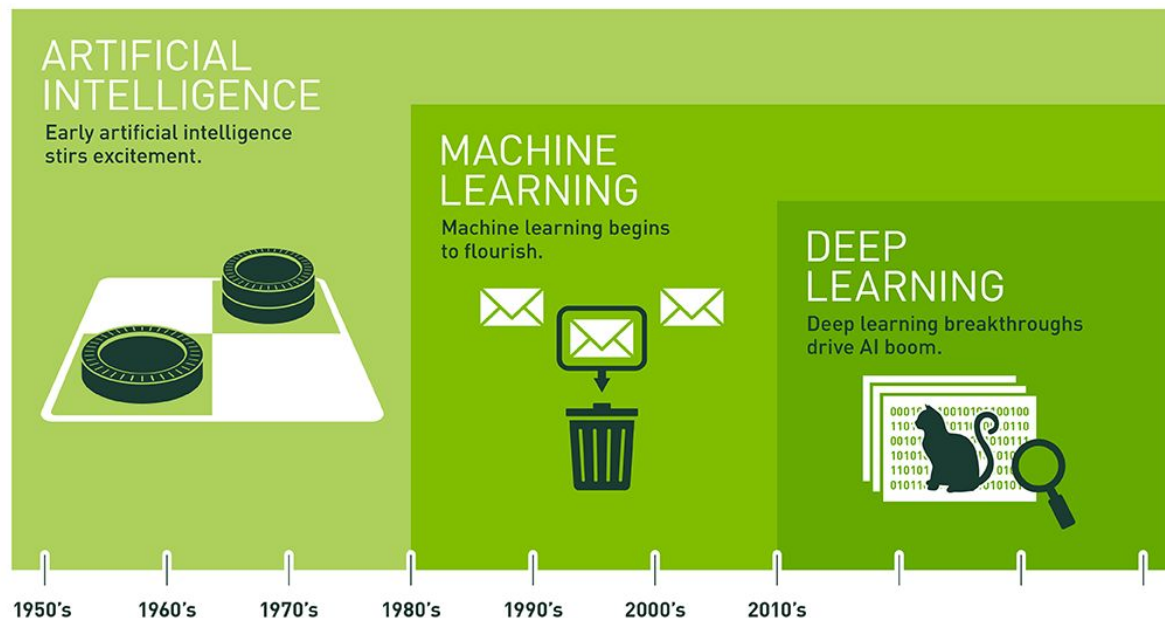 ARTIFICIAL
INTELLIGENCE
Early artificial intelligence
stirs excitement.
MACHINE
LEARNING
Machine learning begins
to flourish.
DEEP
LEARNING
Deep learning breakthroughs
drive AI boom.
1950's 1960's 1970's 1980's 1990's 2000's 2010's